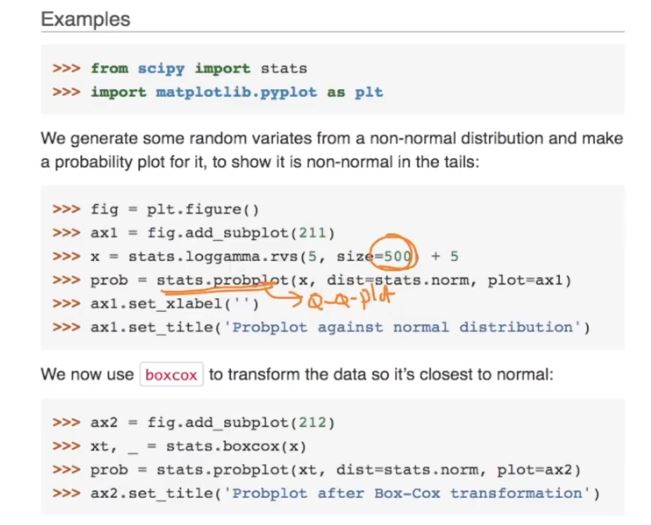 Examples
>>> from scipy import stats
>>> import matplotlib.pyplot as plt
We generate some random variates from a non-normal distribution and make
a probability plot for it, to show it is non-normal in the tails:
>>> fig = plt.figure()
>>> ax1 = fig.add_subplot(211)
>>> x = stats.loggamma.rvs(5, size=500) + 5
>>> prob = stats.probplot(x, dist=stats.norm, plot=ax1)
>>> ax1.set_xlabel('')
Q-Q-plot
>>> ax1.set_title('Probplot against normal distribution')
We now use boxcox to transform the data so it's closest to normal:
>>> ax2 = fig.add_subplot(212)
>>> xt, _ = stats.boxcox(x)
>>> prob = stats.probplot(xt, dist=stats.norm, plot=ax2)
>>> ax2.set_title('Probplot after Box-Cox transformation')